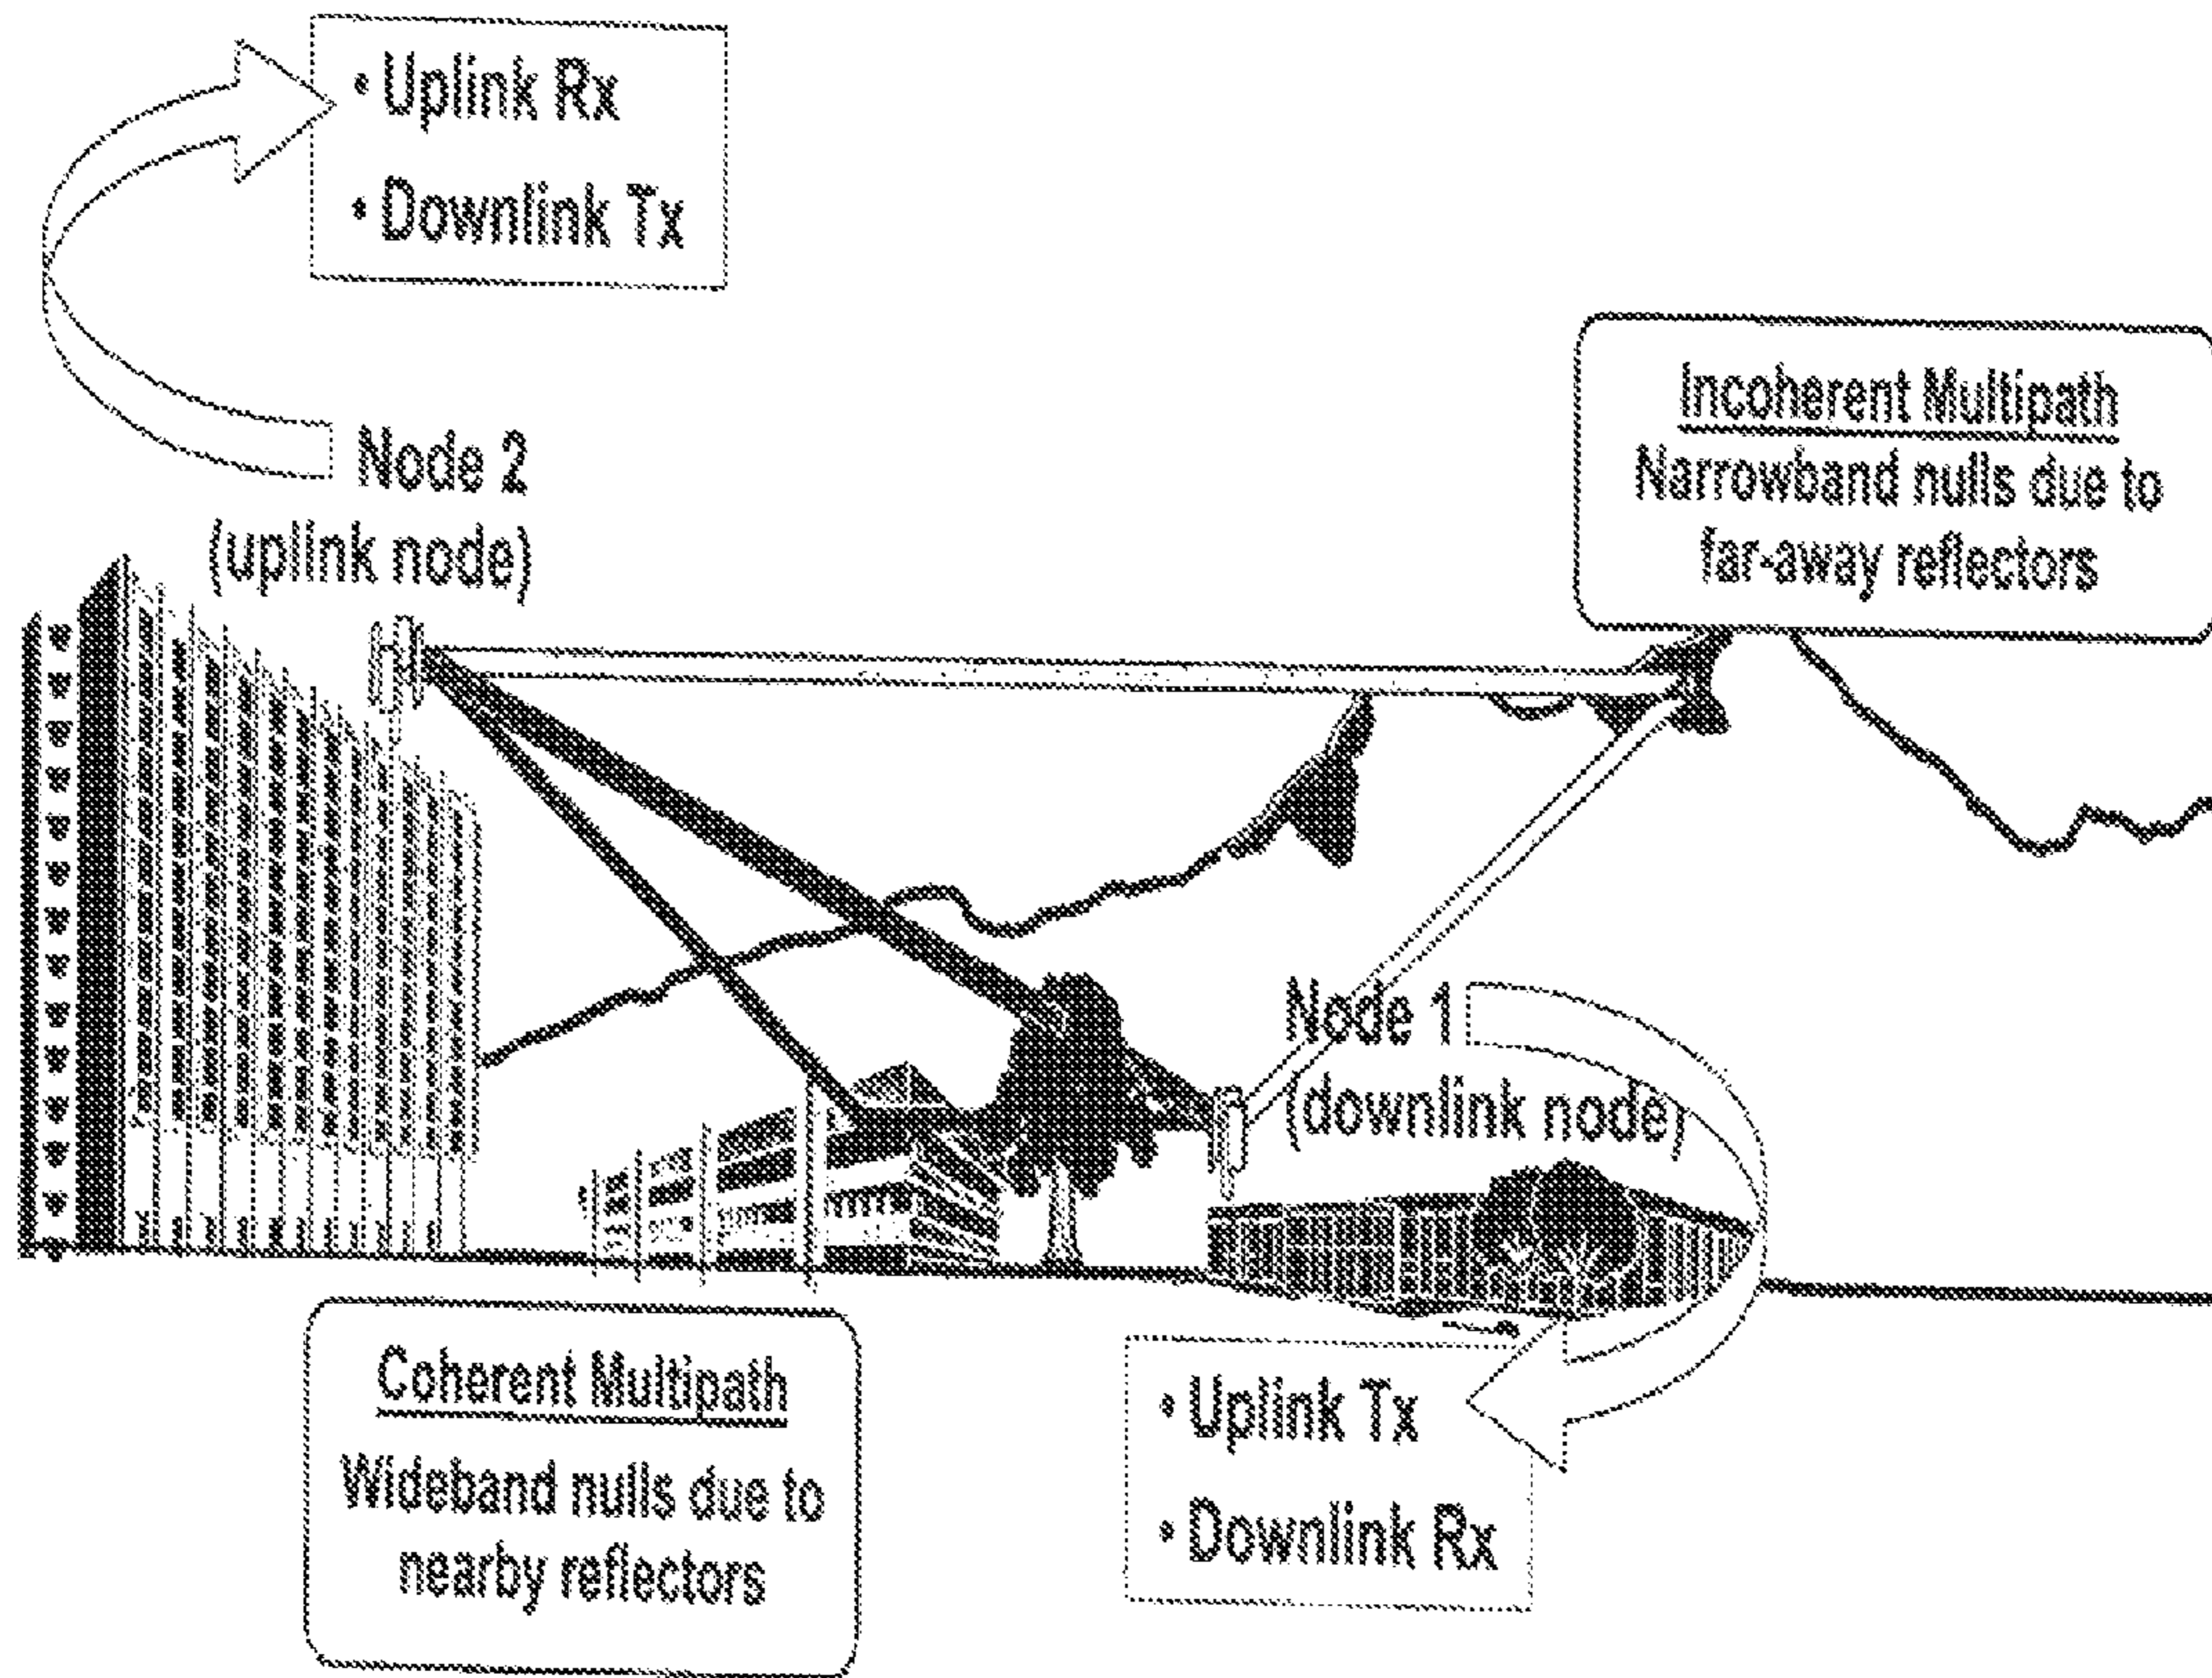 • Uplink Rx
• Downlink Tx
Node 2
(uplink node)
Incoherent Multipath
Narrowband nulls due to
far-away reflectors
Node 1
(downlink node)
Coherent Multipath
Wideband nulls due to
nearby reflectors
• Uplink Tx
• Downlink Rx